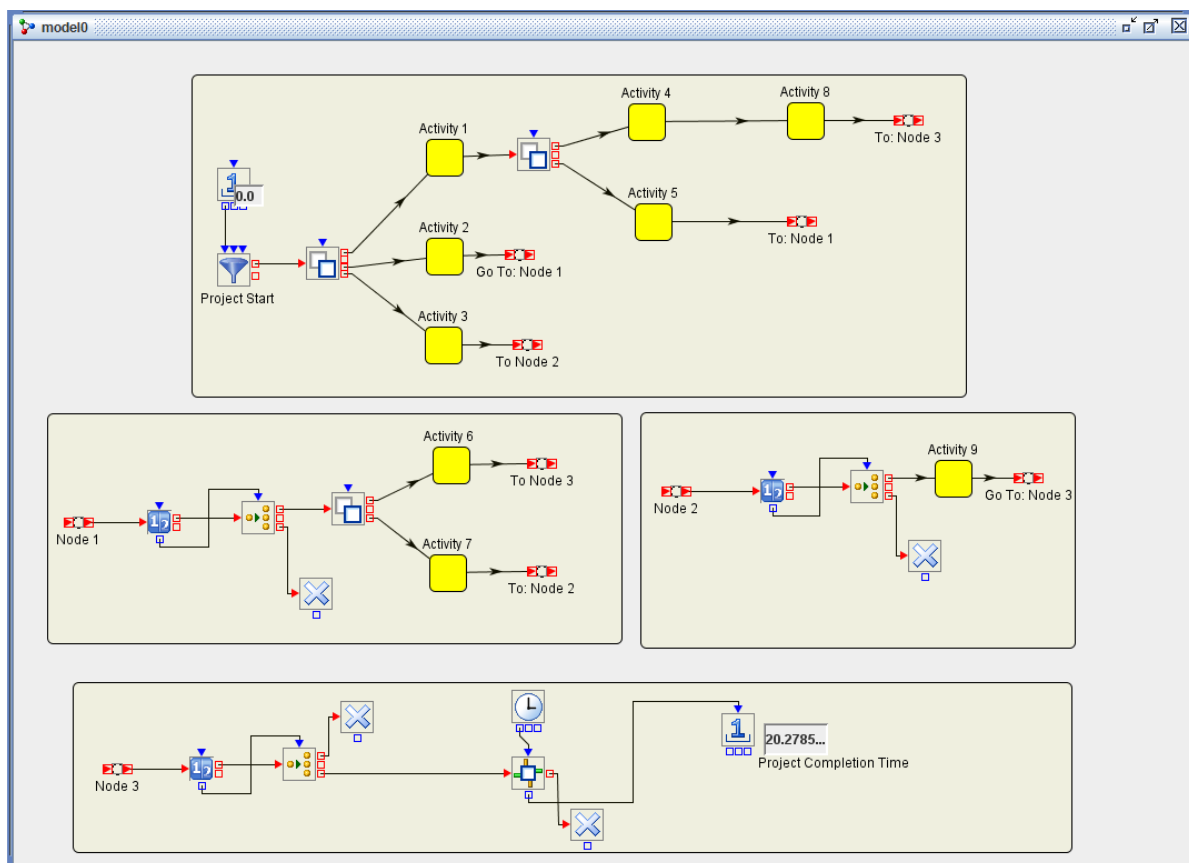 model0
Activity 4
Activity 8
Activity 1
To: Node 3
0.0
Activity 5
Activity 2
To: Node 1
Go To: Node 1
Project Start
Activity 3
To Node 2
Activity 6
To Node 3
Node 1
Activity 7
To: Node 2
Activity 9
Go To: Node 3
Node 2
20.2785...
Project Completion Time
Node 3